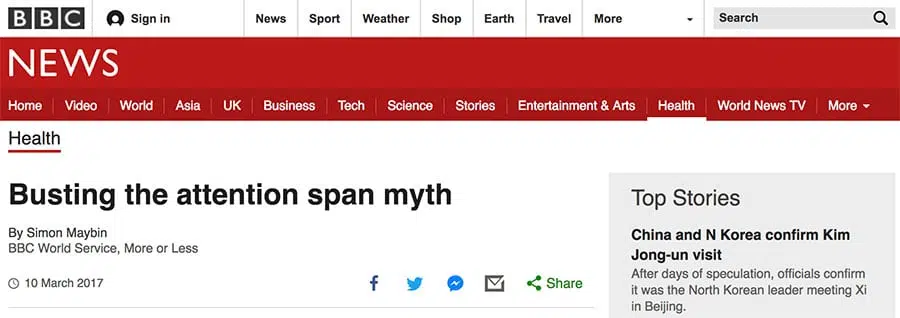 BBC Sign in News Sport Weather Shop Earth Travel More Search
NEWS
Home Video World Asia UK Business Tech Science Stories Entertainment & Arts Health World News TV More
Health
Busting the attention span myth
By Simon Maybin
BBC World Service, More or Less
10 March 2017
Share
Top Stories
China and N Korea confirm Kim
Jong-un visit
After days of speculation, officials confirm
it was the North Korean leader meeting Xi
in Beijing.